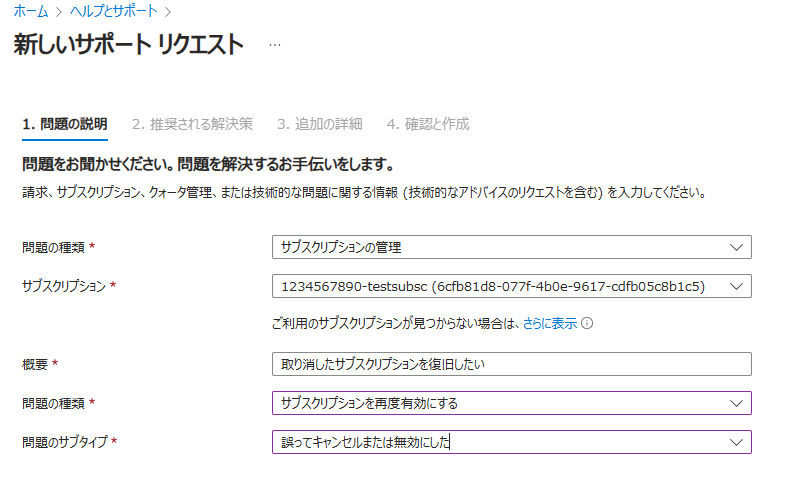 ホーム > ヘルプとサポート >
新しいサポート リクエスト ...
1. 問題の説明 2. 推奨される解決策 3. 追加の詳細 4. 確認と作成
問題をお聞かせください。問題を解決するお手伝いをします。
請求、サブスクリプション、クォータ管理、または技術的な問題に関する情報 (技術的なアドバイスのリクエストを含む) を入力してください。
問題の種類 * サブスクリプションの管理
サブスクリプション * 1234567890-testsubsc (6cfb81d8-077f-4b0e-9617-cdfb05c8b1c5)
ご利用のサブスクリプションが見つからない場合は、さらに表示
概要 * 取り消したサブスクリプションを復旧したい
問題の種類 * サブスクリプションを再度有効にする
問題のサブタイプ * 誤ってキャンセルまたは無効にした